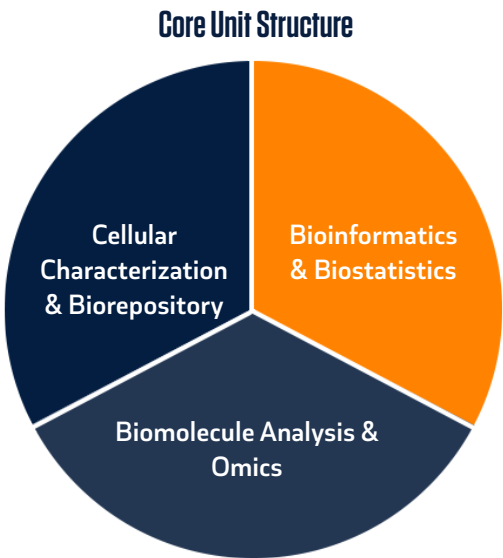 Core Unit Structure
Cellular
Characterization
& Biorepository
Bioinformatics
& Biostatistics
Biomolecule Analysis &
Omics